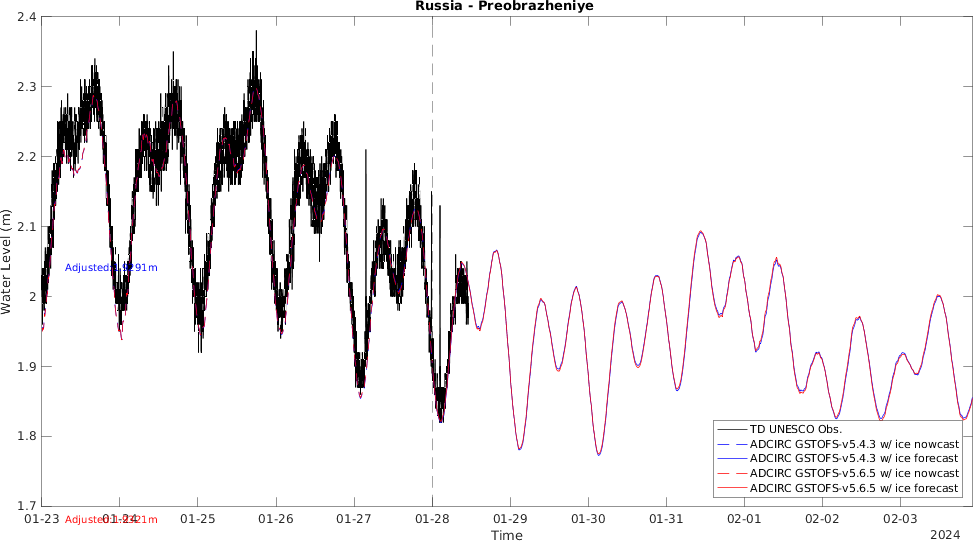 Russia - Preobrazheniye
Water Level (m)
2.4
2.3
2.2
2.1
2
1.9
1.8
1.7
TD UNESCO Obs.
ADCIRC GSTOFS-v5.4.3 w/ ice nowcast
ADCIRC GSTOFS-v5.4.3 w/ ice forecast
ADCIRC GSTOFS-v5.6.5 w/ ice nowcast
ADCIRC GSTOFS-v5.6.5 w/ ice forecast
01-23 01-24 01-25 01-26 01-27 01-28 01-29 01-30 01-31 02-01 02-02 02-03
Time
2024